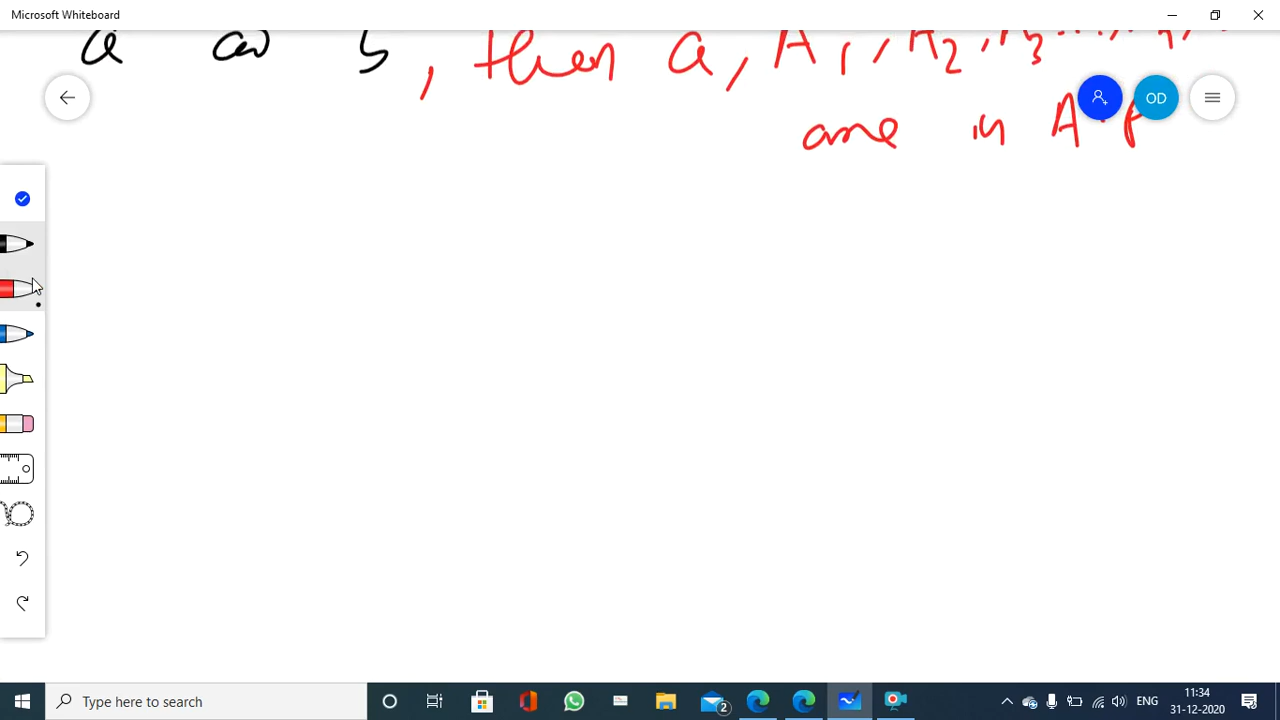 Microsoft Whiteboard
a and b, then a, A1, A2, A3
are in A.P
OD
Type here to search
2
ENG
11:34
31-12-2020